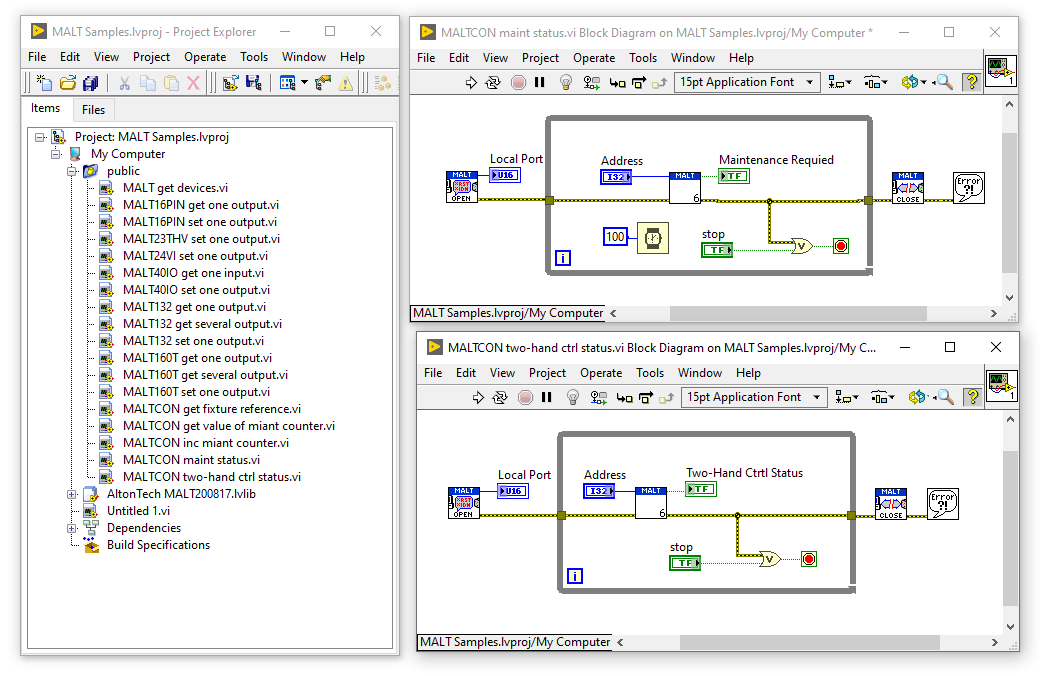 MALT Samples.lvproj - Project Explorer
File Edit View Project Operate Tools Window Help
Items Files
Project: MALT Samples.lvproj
My Computer
public
MALT get devices.vi
MALT16PIN get one output.vi
MALT16PIN set one output.vi
MALT23THV set one output.vi
MALT24VI set one output.vi
MALT40IO get one input.vi
MALT40IO set one output.vi
MALT132 get one output.vi
MALT132 get several output.vi
MALT132 set one output.vi
MALT160T get one output.vi
MALT160T get several output.vi
MALT160T set one output.vi
MALTCON get fixture reference.vi
MALTCON get value of miant counter.vi
MALTCON inc miant counter.vi
MALTCON maint status.vi
MALTCON two-hand ctrl status.vi
AltonTech MALT200817.lvlib
Untitled 1.vi
Dependencies
Build Specifications
MALTCON maint status.vi Block Diagram on MALT Samples.lvproj/My Computer *
File Edit View Project Operate Tools Window Help
15pt Application Font
?
1
Local Port
Address
Maintenance Requied
MALT
OPEN
U16
I32
MALT
6
TF
MALT
CLOSE
Error
?!
100
stop
TF
V
i
MALT Samples.lvproj/My Computer
MALTCON two-hand ctrl status.vi Block Diagram on MALT Samples.lvproj/My C...
File Edit View Project Operate Tools Window Help
15pt Application Font
?
1
Local Port
Address
Two-Hand Ctrtl Status
MALT
OPEN
U16
I32
MALT
6
TF
MALT
CLOSE
Error
?!
stop
TF
V
i
MALT Samples.lvproj/My Computer